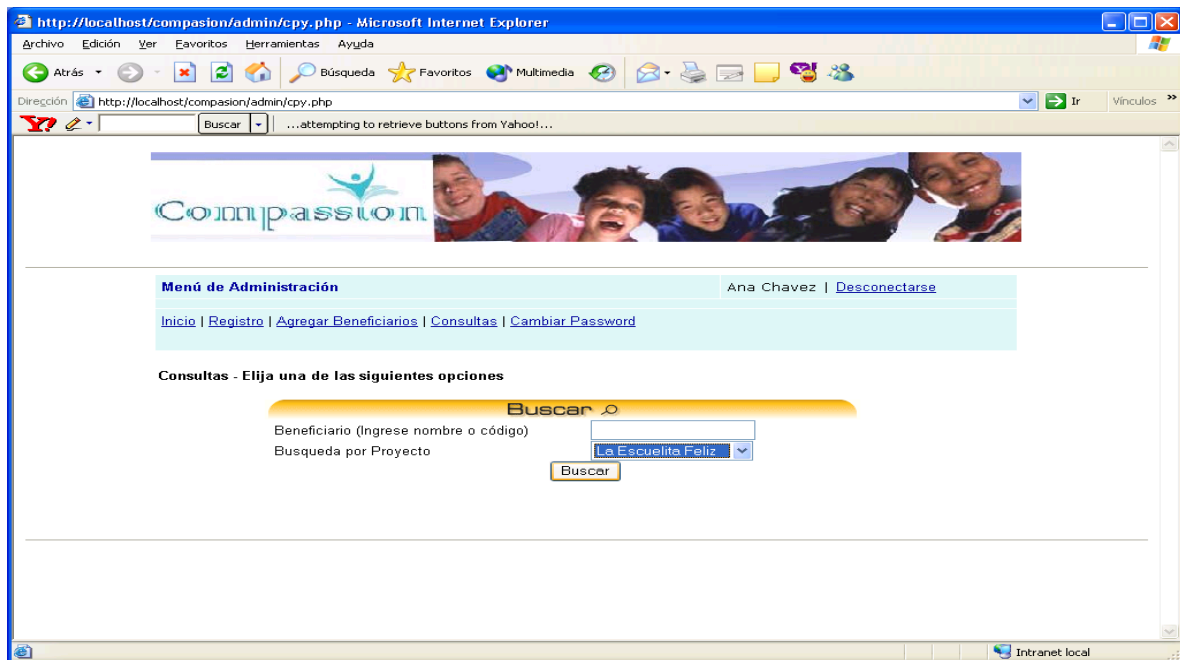 http://localhost/compasion/admin/cpy.php - Microsoft Internet Explorer
Archivo Edición Ver Favoritos Herramientas Ayuda
Atrás Búsqueda Favoritos Multimedia
Dirección http://localhost/compasion/admin/cpy.php Ir Vínculos »
Y! Buscar ...attempting to retrieve buttons from Yahoo!...
Compassion
Menú de Administración Ana Chavez | Desconectarse
Inicio | Registro | Agregar Beneficiarios | Consultas | Cambiar Password
Consultas - Elija una de las siguientes opciones
Buscar
Beneficiario (Ingrese nombre o código)
Busqueda por Proyecto La Escuelita Feliz
Buscar
Intranet local